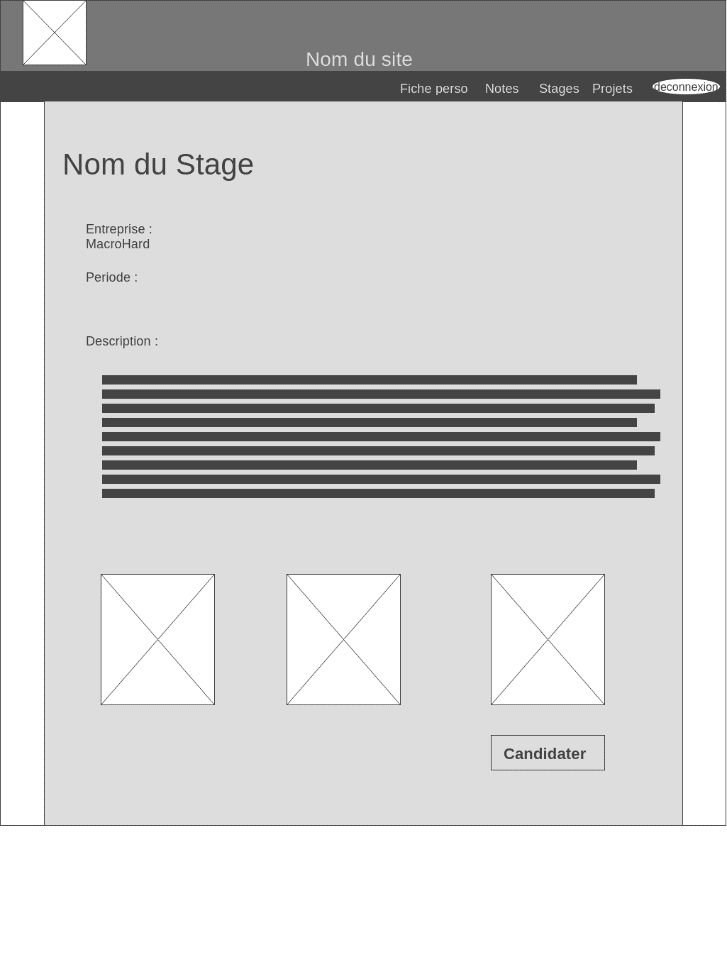 Nom du site
Fiche perso Notes Stages Projets deconnexion
Nom du Stage
Entreprise :
MacroHard
Periode :
Description :
Candidater